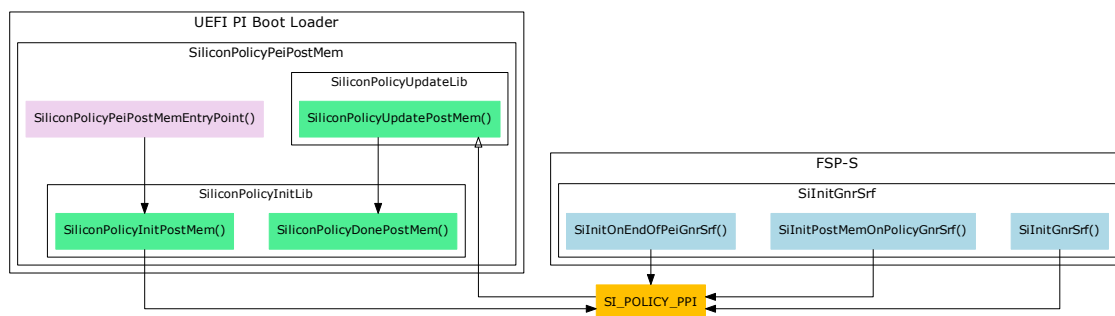 UEFI PI Boot Loader
SiliconPolicyPeiPostMem
SiliconPolicyUpdateLib
SiliconPolicyPeiPostMemEntryPoint()
SiliconPolicyUpdatePostMem()
SiliconPolicyInitLib
SiliconPolicyInitPostMem()
SiliconPolicyDonePostMem()
FSP-S
SiInitGnrSrf
SiInitOnEndOfPeiGnrSrf()
SiInitPostMemOnPolicyGnrSrf()
SiInitGnrSrf()
SI_POLICY_PPI